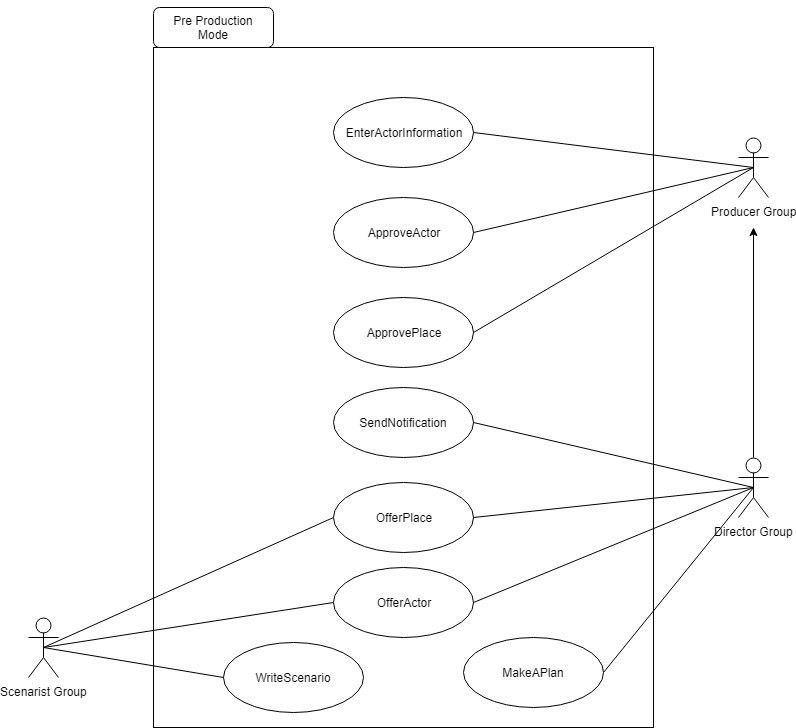 Pre Production
Mode
EnterActorInformation
Producer Group
ApproveActor
ApprovePlace
SendNotification
OfferPlace
Director Group
OfferActor
WriteScenario
MakeAPlan
Scenarist Group